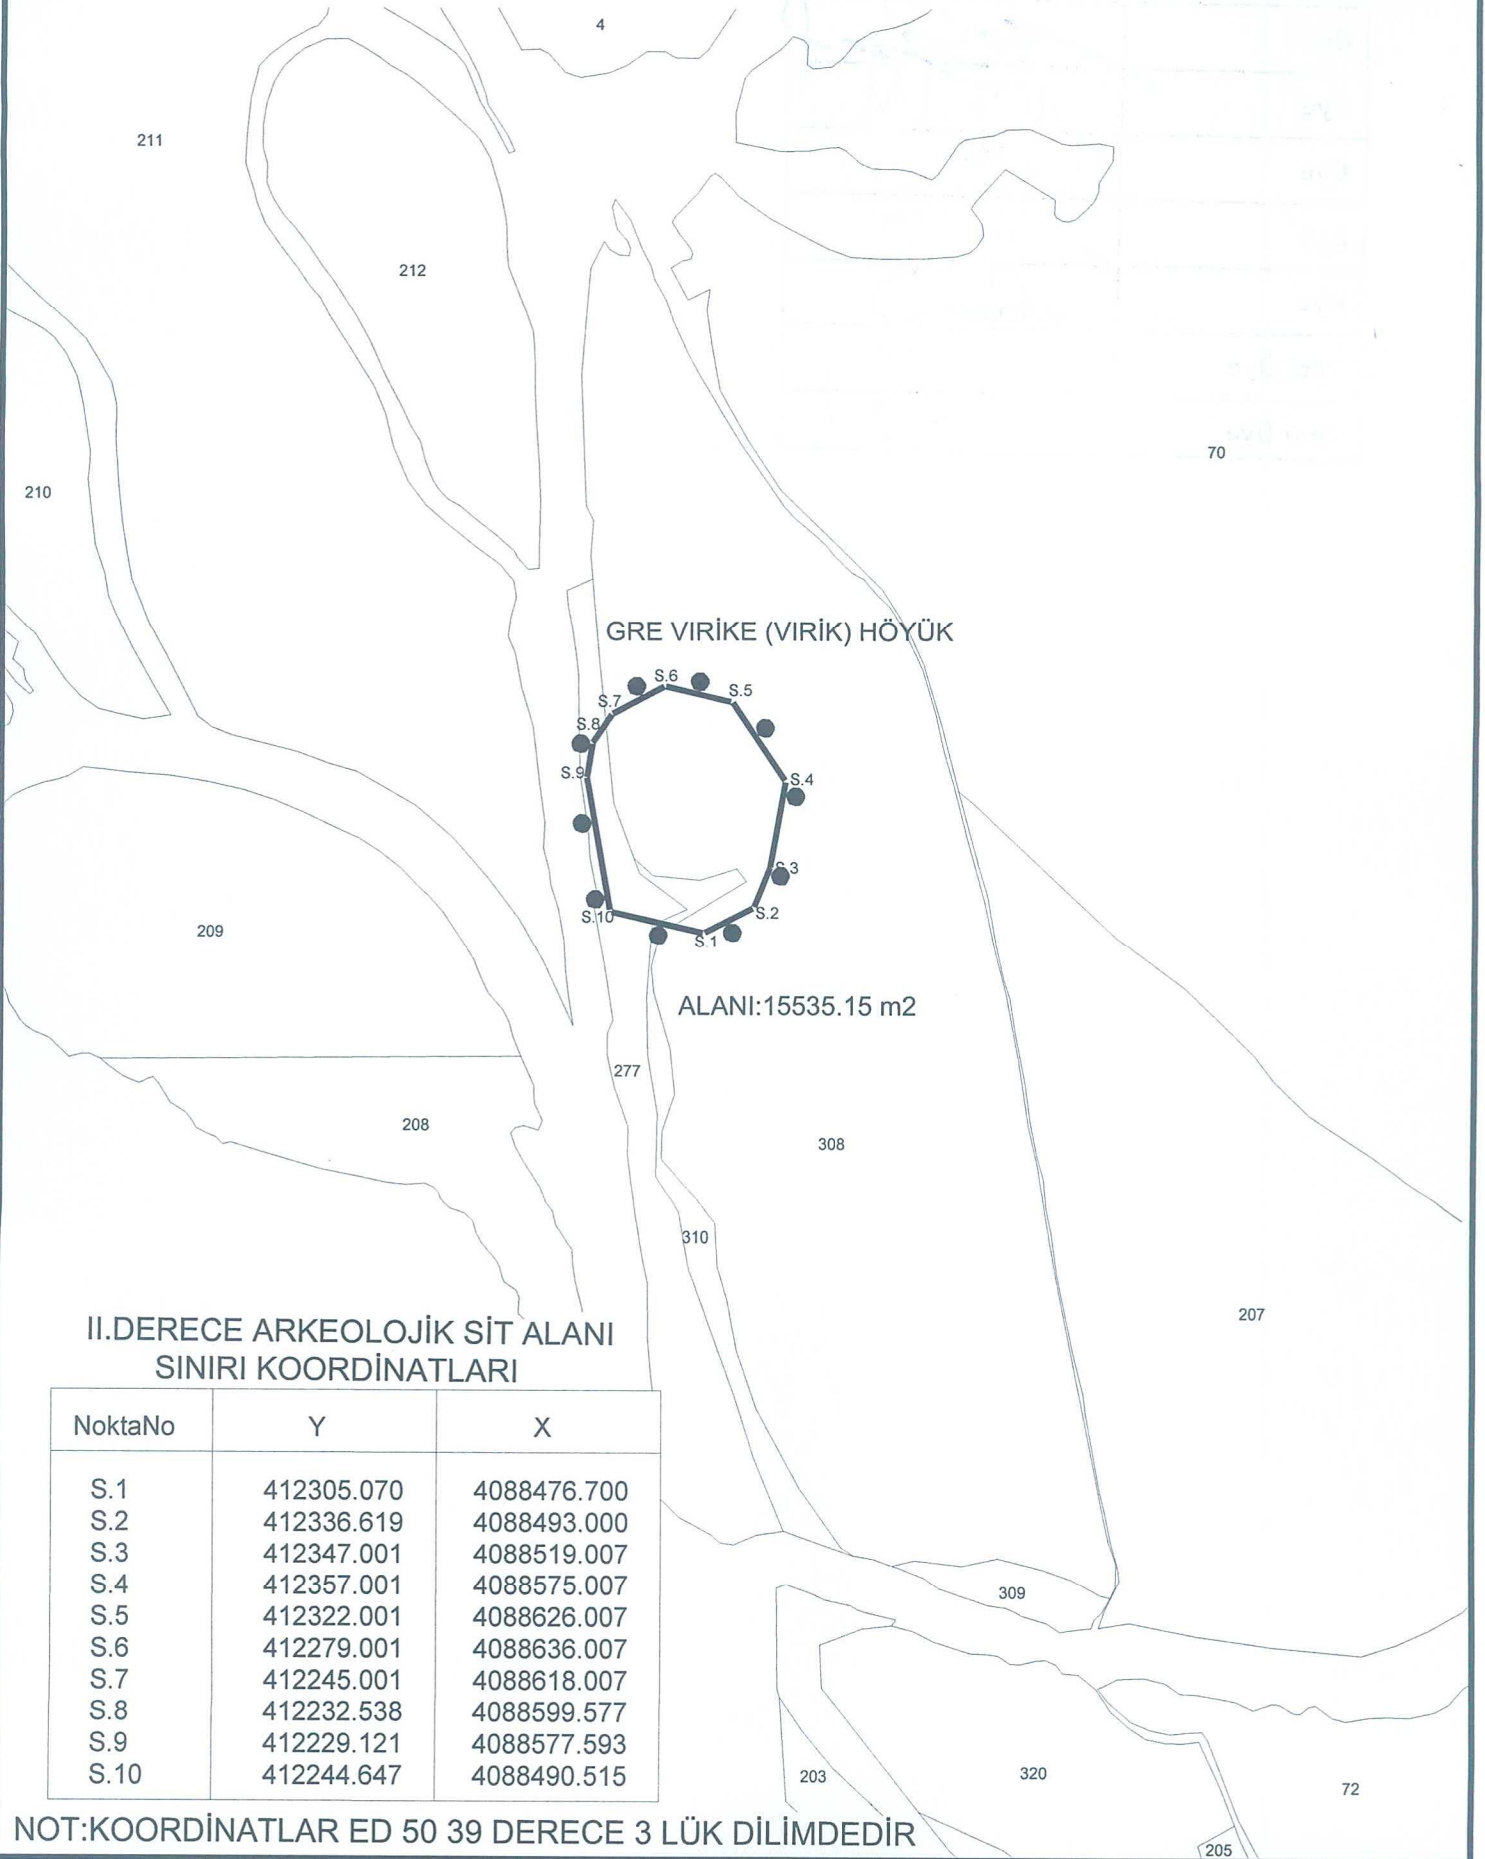 4
211
212
70
210
GRE VIRİKE (VIRİK) HÖYÜK
S.6
S.5
S.7
S.8
S.9
S.4
S.3
S.10
S.2
S.1
209
ALANI:15535.15 m2
277
208
308
310
207
II.DERECE ARKEOLOJİK SİT ALANI
SINIRI KOORDİNATLARI
NoktaNo Y X
S.1 412305.070 4088476.700
S.2 412336.619 4088493.000
S.3 412347.001 4088519.007
S.4 412357.001 4088575.007
S.5 412322.001 4088626.007
S.6 412279.001 4088636.007
S.7 412245.001 4088618.007
S.8 412232.538 4088599.577
S.9 412229.121 4088577.593
S.10 412244.647 4088490.515
309
203
320
72
205
NOT:KOORDİNATLAR ED 50 39 DERECE 3 LÜK DİLİMDEDİR